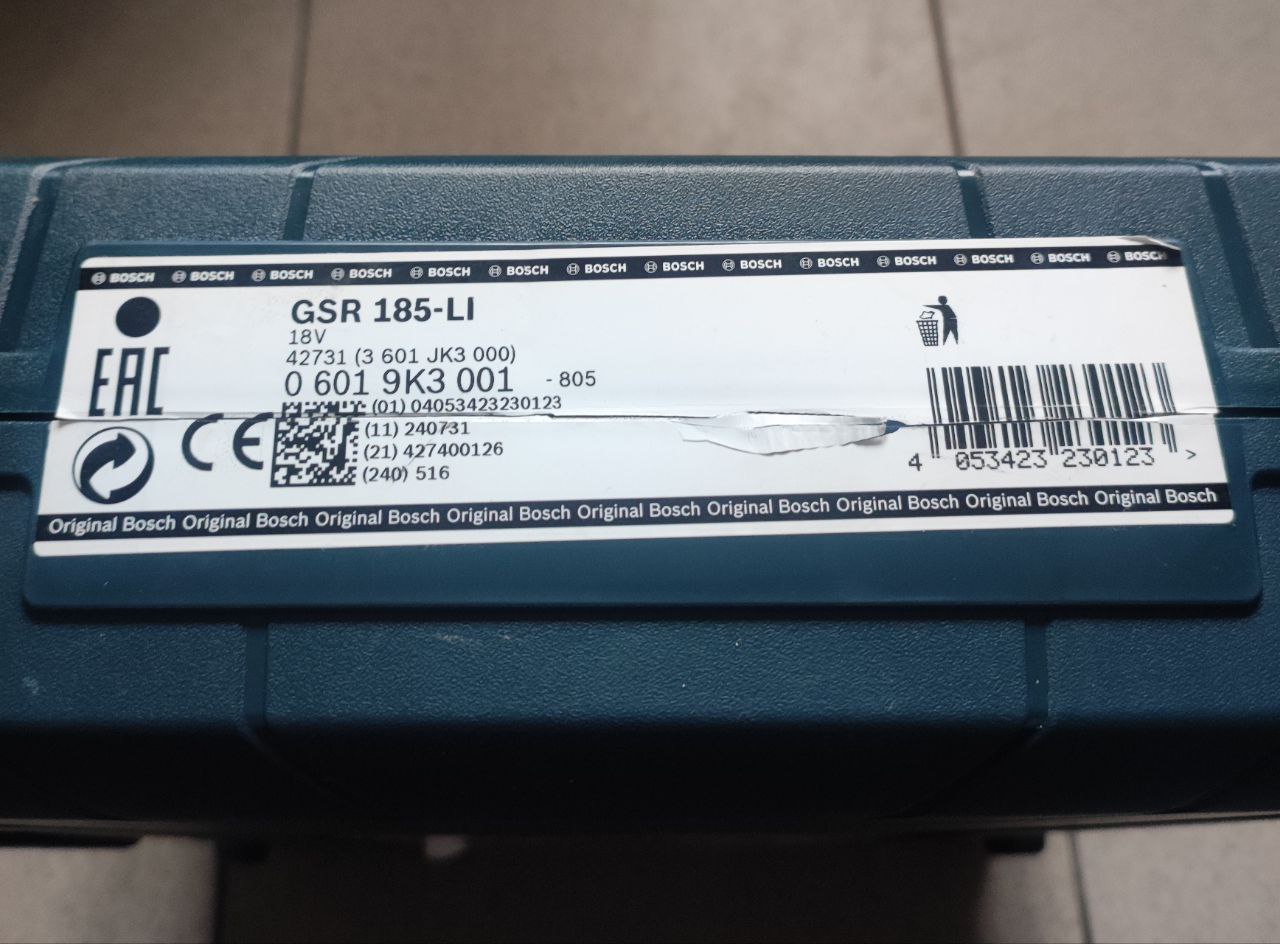 BOSCH BOSCH BOSCH BOSCH BOSCH BOSCH BOSCH BOSCH BOSCH BOSCH BOSCH BOSCH BOSCH BOSCH
EAC
CE
GSR 185-LI
18V
42731 (3 601 JK3 000)
0 601 9K3 001 - 805
(01) 04053423230123
(11) 240731
(21) 427400126
(240) 516
4 053423 230123 >
Original Bosch Original Bosch Original Bosch Original Bosch Original Bosch Original Bosch Original Bosch Original Bosch Original Bosch